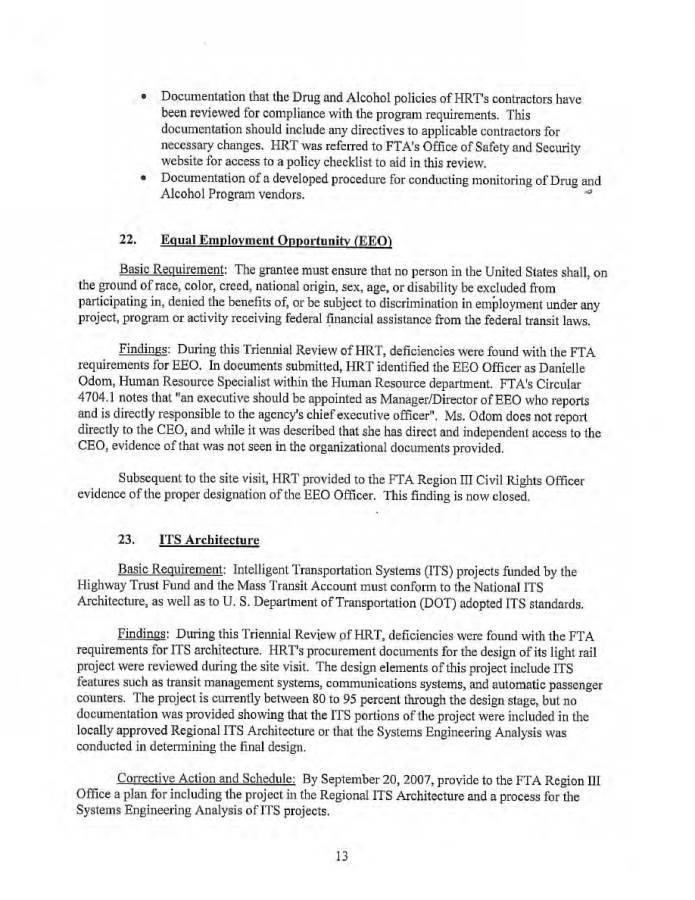 • Documentation that the Drug and Alcohol policies of HRT's contractors have
been reviewed for compliance with the program requirements. This
documentation should include any directives to applicable contractors for
necessary changes. HRT was referred to FTA's Office of Safety and Security
website for access to a policy checklist to aid in this review.
• Documentation of a developed procedure for conducting monitoring of Drug and
Alcohol Program vendors.
22. Equal Employment Opportunity (EEO)
Basic Requirement: The grantee must ensure that no person in the United States shall, on
the ground of race, color, creed, national origin, sex, age, or disability be excluded from
participating in, denied the benefits of, or be subject to discrimination in employment under any
project, program or activity receiving federal financial assistance from the federal transit laws.
Findings: During this Triennial Review of HRT, deficiencies were found with the FTA
requirements for EEO. In documents submitted, HRT identified the EEO Officer as Danielle
Odom, Human Resource Specialist within the Human Resource department. FTA's Circular
4704.1 notes that "an executive should be appointed as Manager/Director of EEO who reports
and is directly responsible to the agency's chief executive officer". Ms. Odom does not report
directly to the CEO, and while it was described that she has direct and independent access to the
CEO, evidence of that was not seen in the organizational documents provided.
Subsequent to the site visit, HRT provided to the FTA Region III Civil Rights Officer
evidence of the proper designation of the EEO Officer. This finding is now closed.
23. ITS Architecture
Basic Requirement: Intelligent Transportation Systems (ITS) projects funded by the
Highway Trust Fund and the Mass Transit Account must conform to the National ITS
Architecture, as well as to U. S. Department of Transportation (DOT) adopted ITS standards.
Findings: During this Triennial Review of HRT, deficiencies were found with the FTA
requirements for ITS architecture. HRT's procurement documents for the design of its light rail
project were reviewed during the site visit. The design elements of this project include ITS
features such as transit management systems, communications systems, and automatic passenger
counters. The project is currently between 80 to 95 percent through the design stage, but no
documentation was provided showing that the ITS portions of the project were included in the
locally approved Regional ITS Architecture or that the Systems Engineering Analysis was
conducted in determining the final design.
Corrective Action and Schedule: By September 20, 2007, provide to the FTA Region III
Office a plan for including the project in the Regional ITS Architecture and a process for the
Systems Engineering Analysis of ITS projects.
13